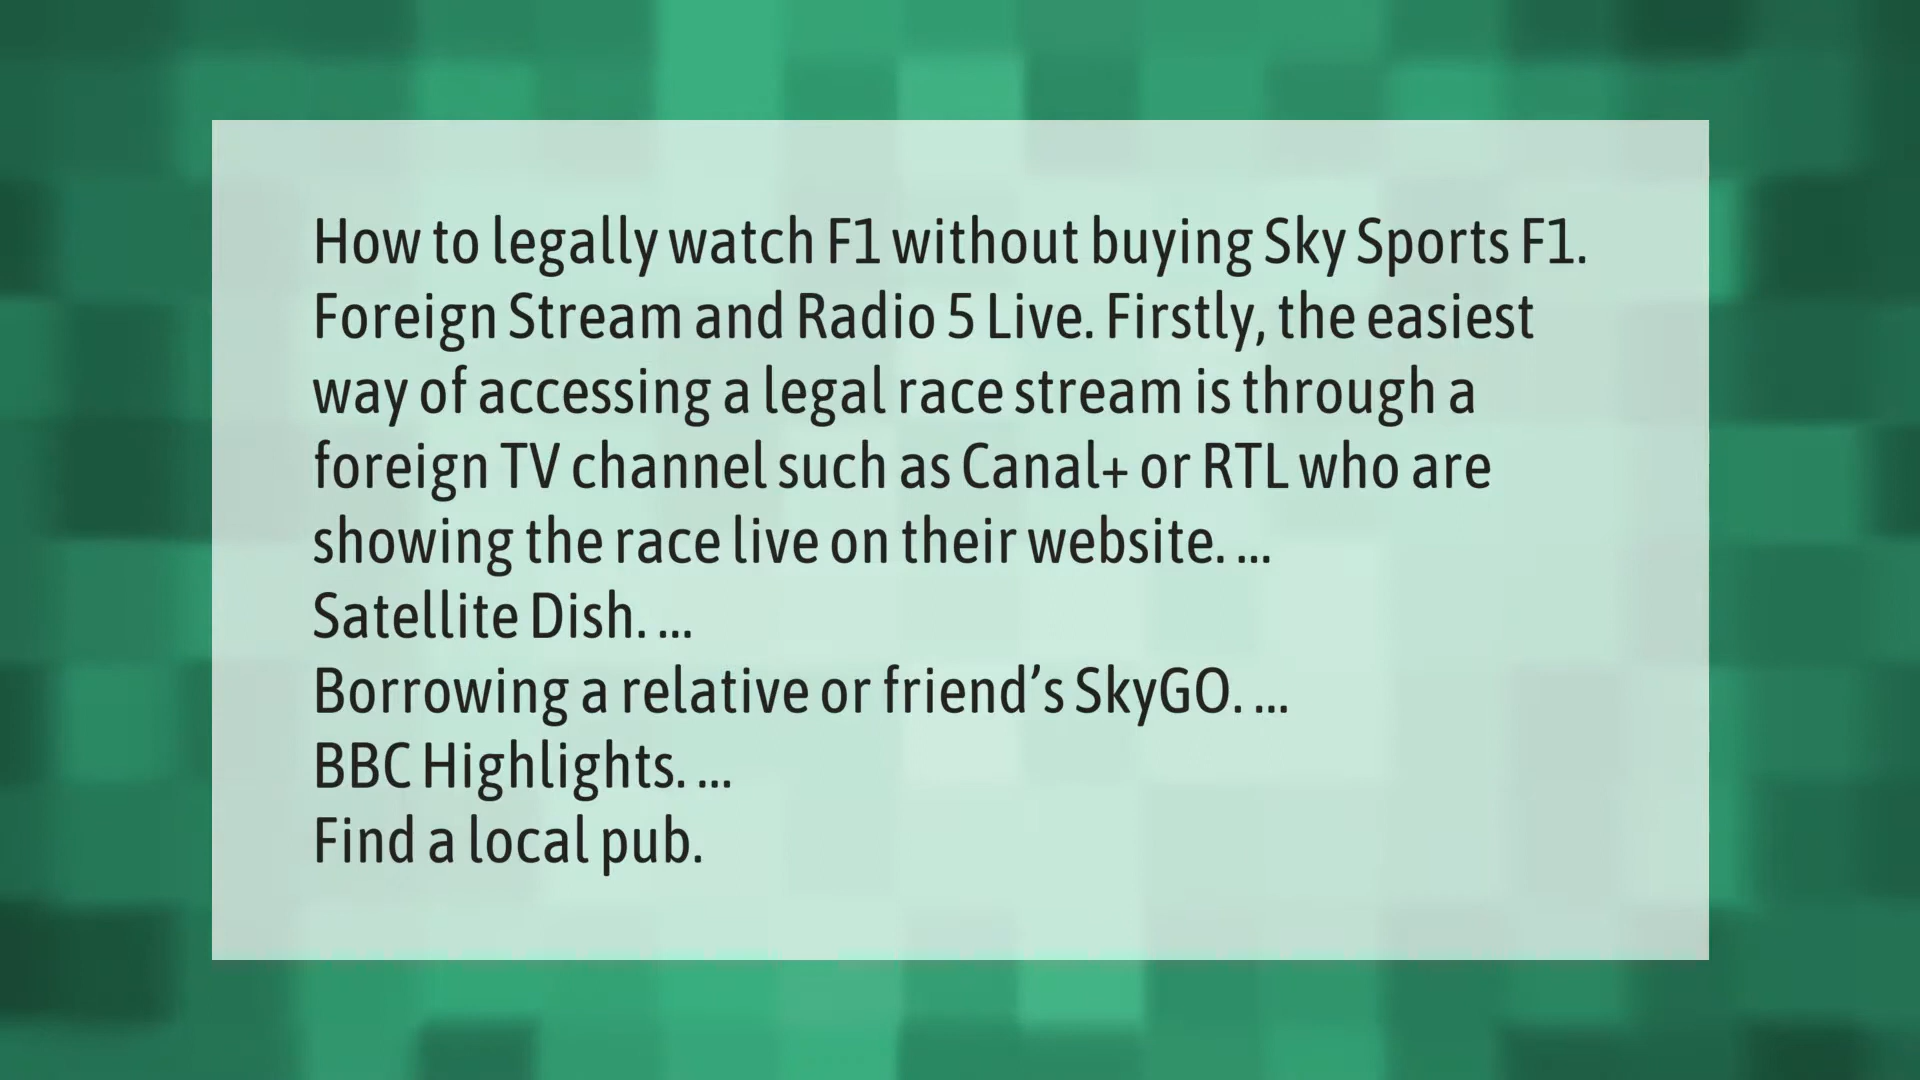 How to legally watch F1 without buying Sky Sports F1.
Foreign Stream and Radio 5 Live. Firstly, the easiest
way of accessing a legal race stream is through a
foreign TV channel such as Canal+ or RTL who are
showing the race live on their website. ...
Satellite Dish. ...
Borrowing a relative or friend’s SkyGO. ...
BBC Highlights. ...
Find a local pub.